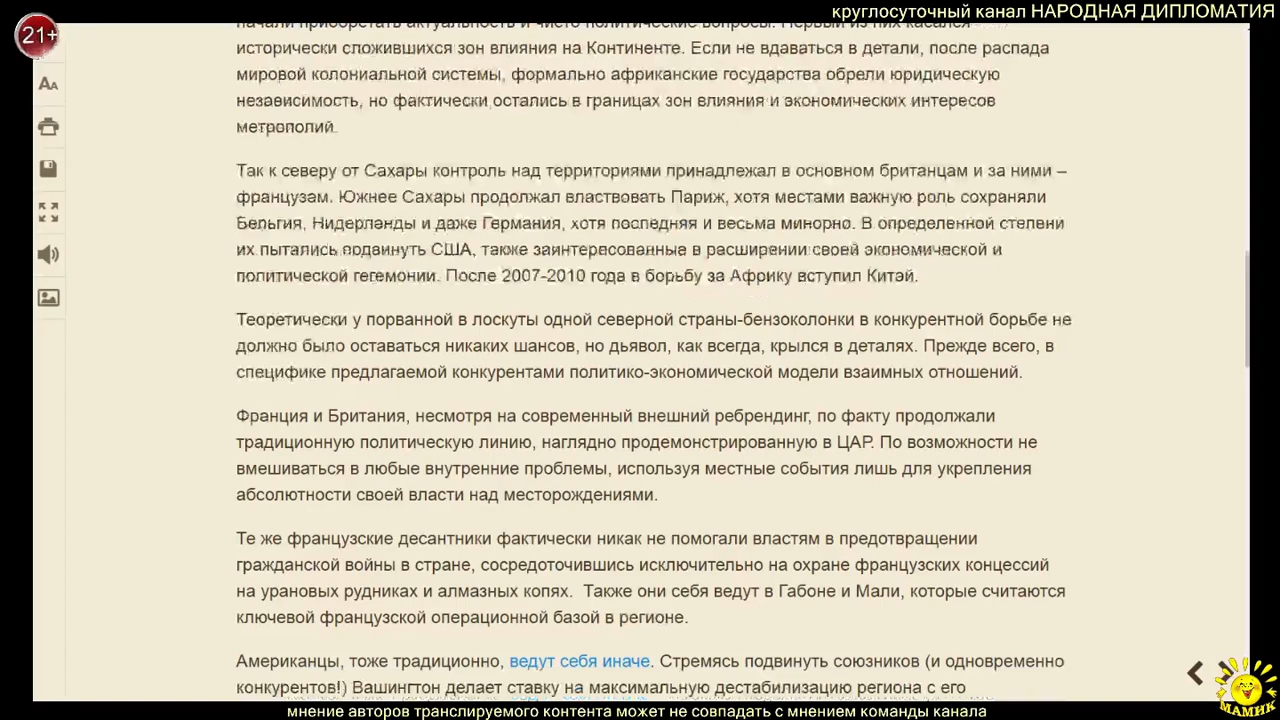 круглосуточный канал НАРОДНАЯ ДИПЛОМАТИЯ
21+
начали приобретать актуальность и чисто политические вопросы. Первый из них касался
исторически сложившихся зон влияния на Континенте. Если не вдаваться в детали, после распада
мировой колониальной системы, формально африканские государства обрели юридическую
независимость, но фактически остались в границах зон влияния и экономических интересов
метрополий.
Так к северу от Сахары контроль над территориями принадлежал в основном британцам и за ними –
французам. Южнее Сахары продолжал властвовать Париж, хотя местами важную роль сохраняли
Бельгия, Нидерланды и даже Германия, хотя последняя и весьма минорно. В определенной степени
их пытались подвинуть США, также заинтересованные в расширении своей экономической и
политической гегемонии. После 2007-2010 года в борьбу за Африку вступил Китай.
Теоретически у порванной в лоскуты одной северной страны-бензоколонки в конкурентной борьбе не
должно было оставаться никаких шансов, но дьявол, как всегда, крылся в деталях. Прежде всего, в
специфике предлагаемой конкурентами политико-экономической модели взаимных отношений.
Франция и Британия, несмотря на современный внешний ребрендинг, по факту продолжали
традиционную политическую линию, наглядно продемонстрированную в ЦАР. По возможности не
вмешиваться в любые внутренние проблемы, используя местные события лишь для укрепления
абсолютности своей власти над месторождениями.
Те же французские десантники фактически никак не помогали властям в предотвращении
гражданской войны в стране, сосредоточившись исключительно на охране французских концессий
на урановых рудниках и алмазных копях. Также они себя ведут в Габоне и Мали, которые считаются
ключевой французской операционной базой в регионе.
Американцы, тоже традиционно, ведут себя иначе. Стремясь подвинуть союзников (и одновременно
конкурентов!) Вашингтон делает ставку на максимальную дестабилизацию региона с его
МАМИК
мнение авторов транслируемого контента может не совпадать с мнением команды канала